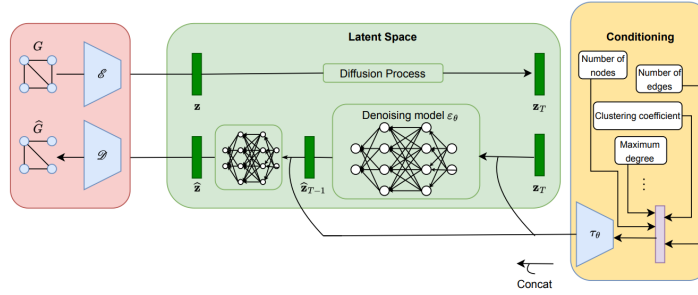 G
ℰ
Ĝ
𝒟
Latent Space
z
Diffusion Process
z_T
Denoising model ε_θ
ẑ
ẑ_{T−1}
z_T
Conditioning
Number of
nodes
Number of
edges
Clustering coefficient
Maximum
degree
⋮
τ_θ
Concat